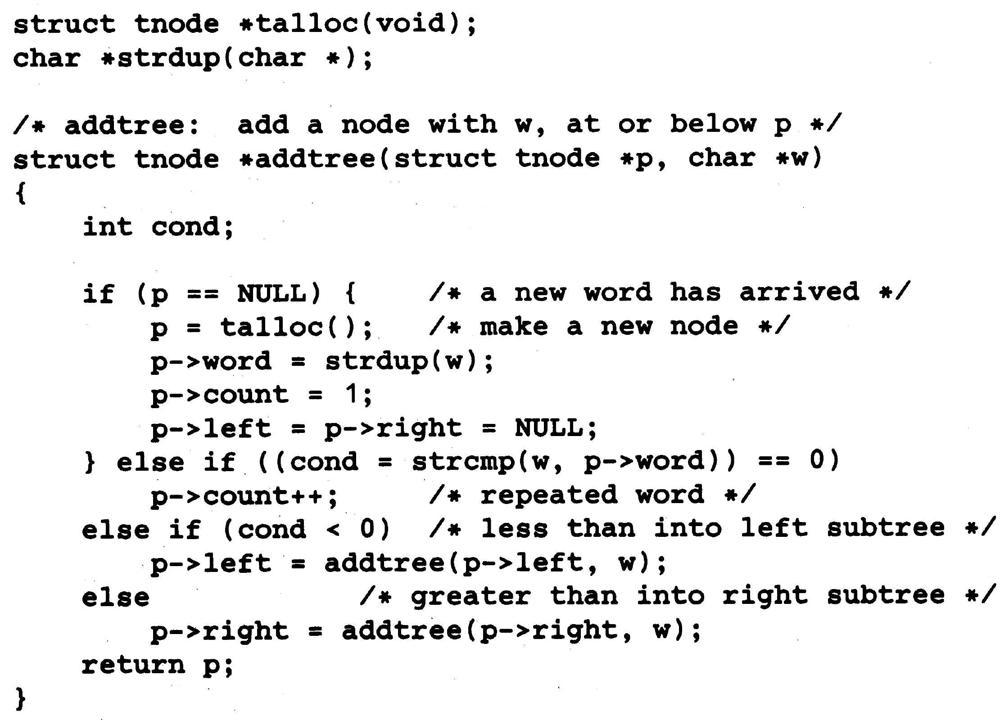 struct tnode *talloc(void);
char *strdup(char *);

/* addtree:  add a node with w, at or below p */
struct tnode *addtree(struct tnode *p, char *w)
{
    int cond;

    if (p == NULL) {    /* a new word has arrived */
        p = talloc();   /* make a new node */
        p->word = strdup(w);
        p->count = 1;
        p->left = p->right = NULL;
    } else if ((cond = strcmp(w, p->word)) == 0)
        p->count++;     /* repeated word */
    else if (cond < 0)  /* less than into left subtree */
        p->left = addtree(p->left, w);
    else            /* greater than into right subtree */
        p->right = addtree(p->right, w);
    return p;
}